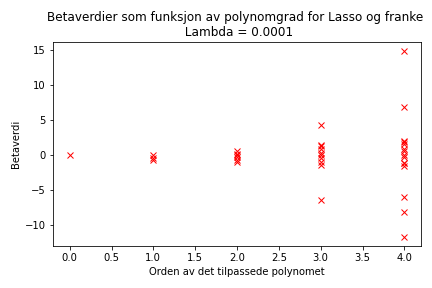 Betaverdier som funksjon av polynomgrad for Lasso og franke
Lambda = 0.0001
15
10
5
0
−5
−10
Betaverdi
0.0 0.5 1.0 1.5 2.0 2.5 3.0 3.5 4.0
Orden av det tilpassede polynomet